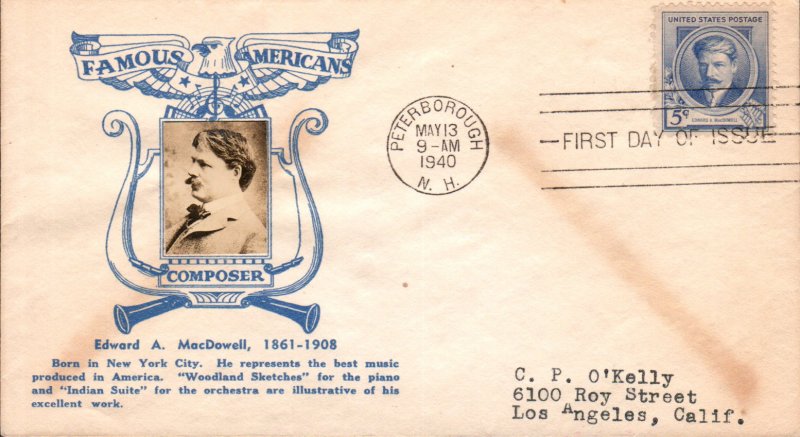 FAMOUS AMERICANS
COMPOSER
Edward A. MacDowell, 1861-1908
Born in New York City. He represents the best music
produced in America. "Woodland Sketches" for the piano
and "Indian Suite" for the orchestra are illustrative of his
excellent work.
PETERBOROUGH
MAY 13
9-AM
1940
N. H.
UNITED STATES POSTAGE
5¢
EDWARD A. MACDOWELL
FIRST DAY OF ISSUE
C. P. O'Kelly
6100 Roy Street
Los Angeles, Calif.